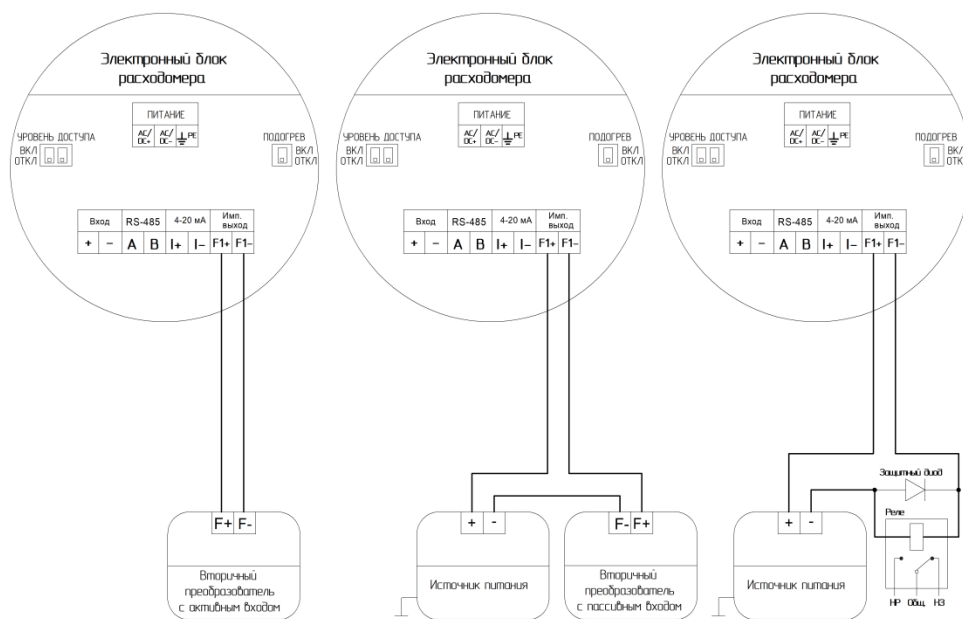 Электронный блок
расходомера
ПИТАНИЕ
AC/
DC+
AC/
DC-
PE
УРОВЕНЬ ДОСТУПА
ВКЛ
ОТКЛ
ПОДОГРЕВ
ВКЛ
ОТКЛ
Вход RS-485 4-20 мА Имп. выход
+ - A B I+ I- F1+ F1-
F+ F-
Вторичный
преобразователь
с активным входом
Электронный блок
расходомера
ПИТАНИЕ
AC/
DC+
AC/
DC-
PE
УРОВЕНЬ ДОСТУПА
ВКЛ
ОТКЛ
ПОДОГРЕВ
ВКЛ
ОТКЛ
Вход RS-485 4-20 мА Имп. выход
+ - A B I+ I- F1+ F1-
+ -
Источник питания
F- F+
Вторичный
преобразователь
с пассивным входом
Электронный блок
расходомера
ПИТАНИЕ
AC/
DC+
AC/
DC-
PE
УРОВЕНЬ ДОСТУПА
ВКЛ
ОТКЛ
ПОДОГРЕВ
ВК/
ОТК
Вход RS-485 4-20 мА Имп. выход
+ - A B I+ I- F1+ F1-
+ -
Источник питания
Защитный диод
Реле
НР Общ. НЗ